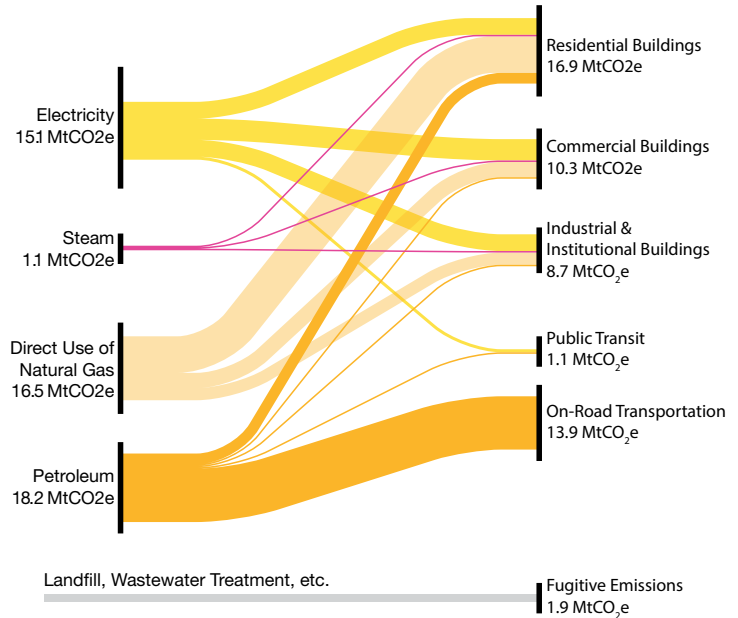 Electricity
15.1 MtCO2e
Steam
1.1 MtCO2e
Direct Use of
Natural Gas
16.5 MtCO2e
Petroleum
18.2 MtCO2e
Landfill, Wastewater Treatment, etc.
Residential Buildings
16.9 MtCO2e
Commercial Buildings
10.3 MtCO2e
Industrial &
Institutional Buildings
8.7 MtCO₂e
Public Transit
1.1 MtCO₂e
On-Road Transportation
13.9 MtCO₂e
Fugitive Emissions
1.9 MtCO₂e